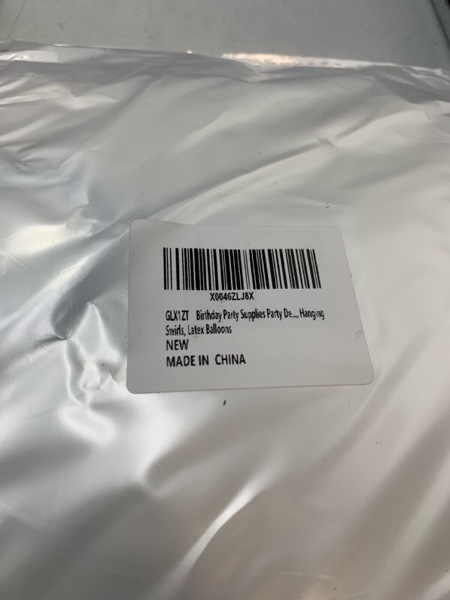 X0046ZLJ8X
GLX1ZT Birthday Party Supplies Party De..., Hanging
Swirls, Latex Balloons
NEW
MADE IN CHINA